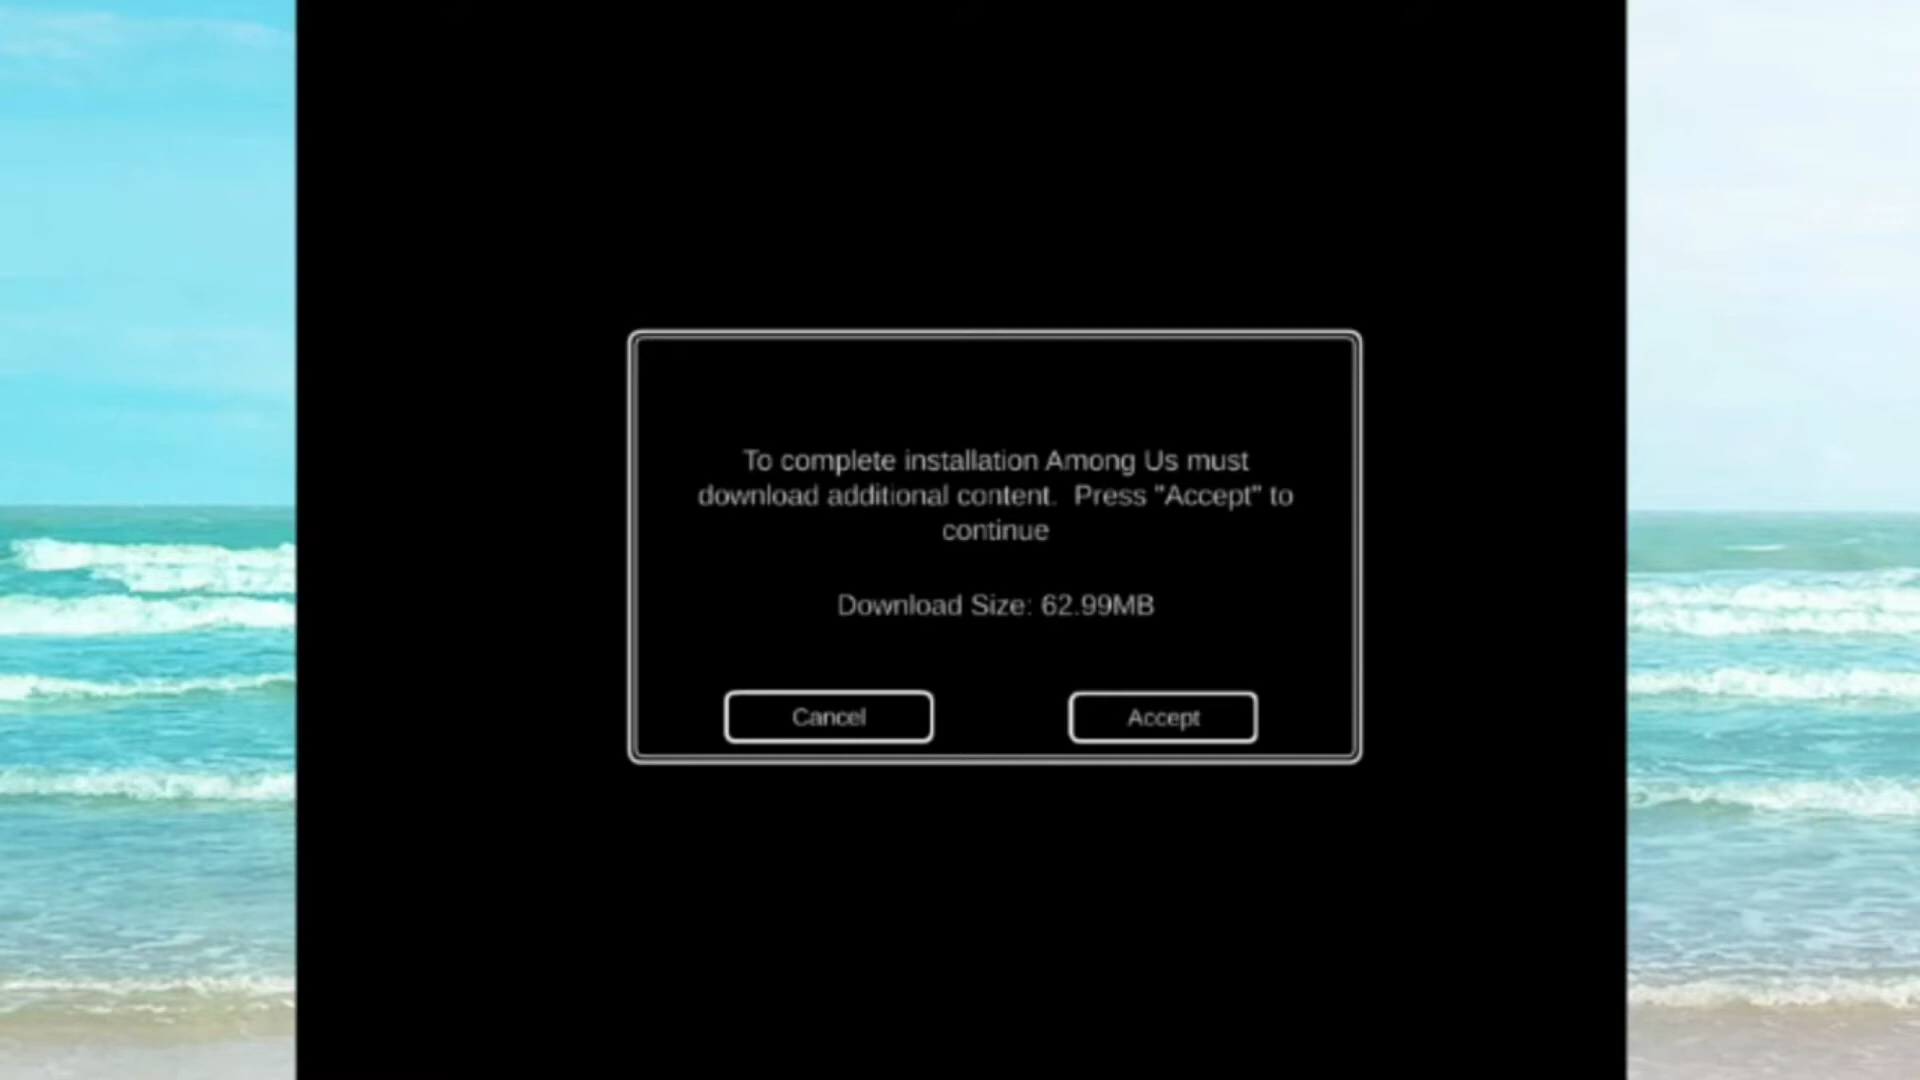 To complete installation Among Us must
download additional content.  Press "Accept" to
continue
Download Size: 62.99MB
Cancel
Accept